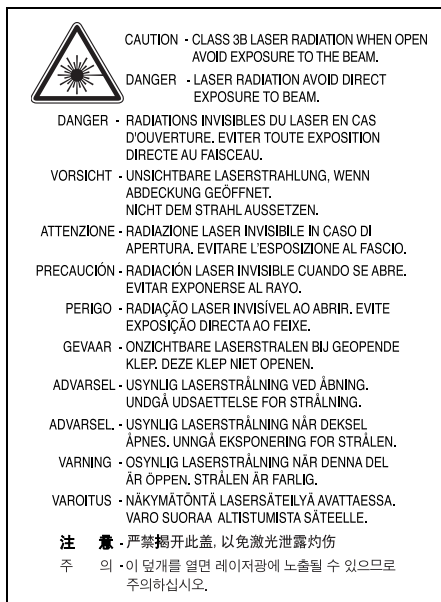 CAUTION - CLASS 3B LASER RADIATION WHEN OPEN
AVOID EXPOSURE TO THE BEAM.
DANGER - LASER RADIATION AVOID DIRECT
EXPOSURE TO BEAM.
DANGER - RADIATIONS INVISIBLES DU LASER EN CAS
D'OUVERTURE. EVITER TOUTE EXPOSITION
DIRECTE AU FAISCEAU.
VORSICHT - UNSICHTBARE LASERSTRAHLUNG, WENN
ABDECKUNG GEÖFFNET.
NICHT DEM STRAHL AUSSETZEN.
ATTENZIONE - RADIAZIONE LASER INVISIBILE IN CASO DI
APERTURA. EVITARE L'ESPOSIZIONE AL FASCIO.
PRECAUCIÓN - RADIACIÓN LASER INVISIBLE CUANDO SE ABRE.
EVITAR EXPONERSE AL RAYO.
PERIGO - RADIAÇÃO LASER INVISÍVEL AO ABRIR. EVITE
EXPOSIÇÃO DIRECTA AO FEIXE.
GEVAAR - ONZICHTBARE LASERSTRALEN BIJ GEOPENDE
KLEP. DEZE KLEP NIET OPENEN.
ADVARSEL - USYNLIG LASERSTRÅLNING VED ÅBNING.
UNDGÅ UDSAETTELSE FOR STRÅLNING.
ADVARSEL. - USYNLIG LASERSTRÅLNING NÅR DEKSEL
ÅPNES. UNNGÅ EKSPONERING FOR STRÅLEN.
VARNING - OSYNLIG LASERSTRÅLNING NÄR DENNA DEL
ÄR ÖPPEN. STRÅLEN ÄR FARLIG.
VAROITUS - NÄKYMÄTÖNTÄ LASERSÄTEILYÄ AVATTAESSA.
VARO SUORAA ALTISTUMISTA SÄTEELLE.
注 意 - 严禁揭开此盖, 以免激光泄露灼伤
주 의 - 이 덮개를 열면 레이저광에 노출될 수 있으므로
주의하십시오.